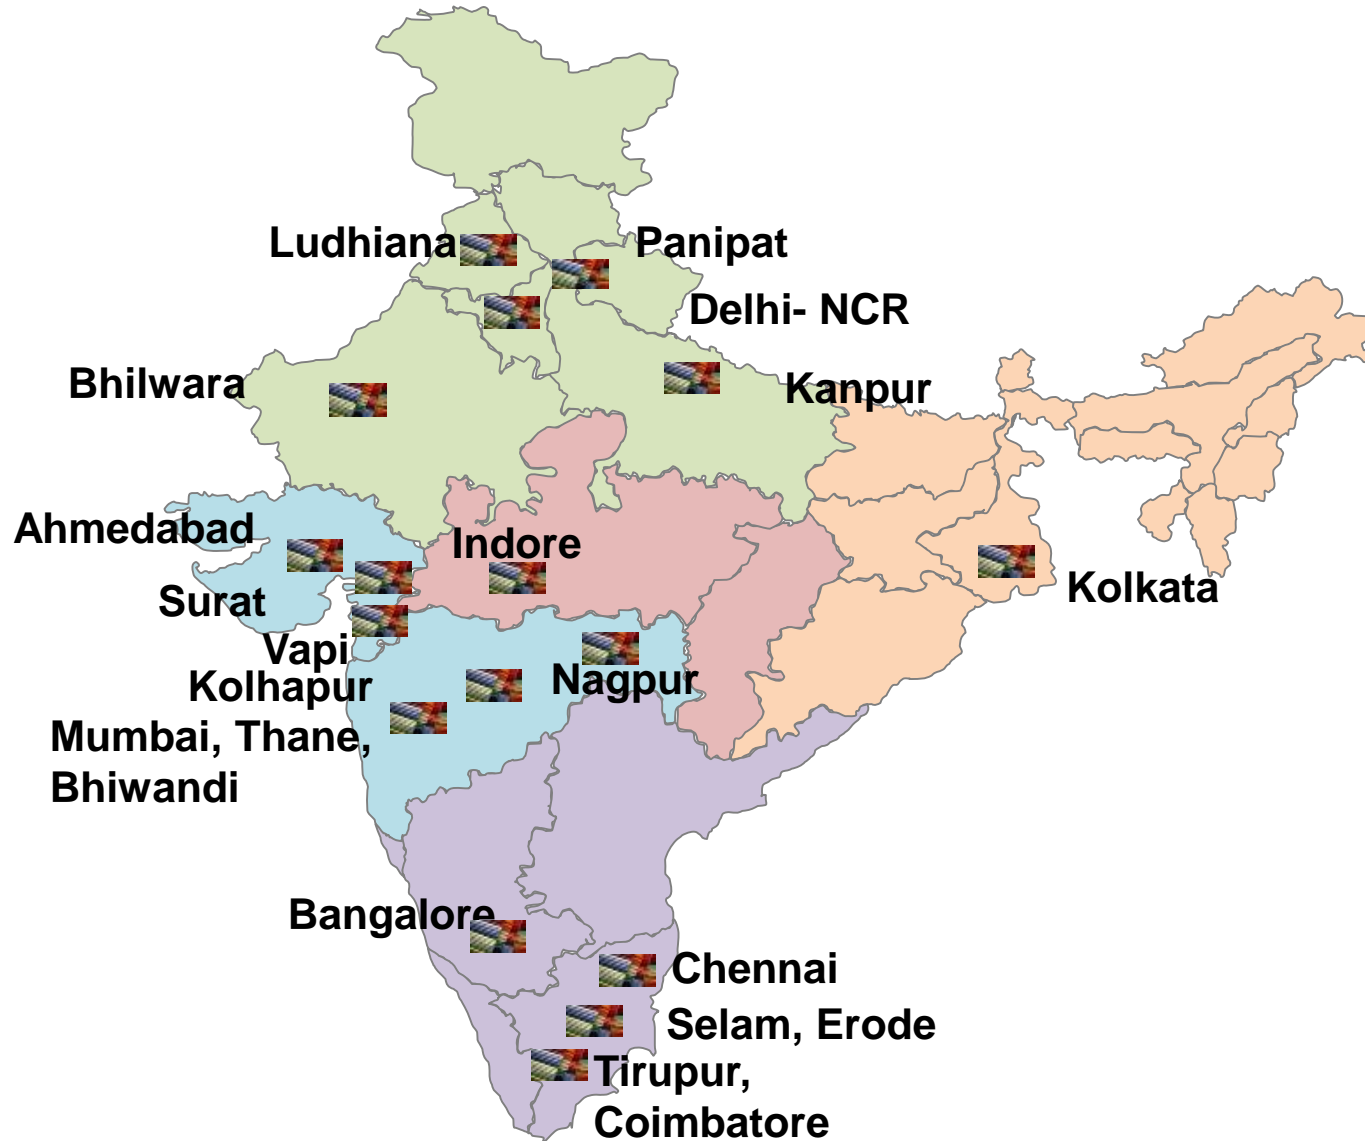 Ludhiana
Panipat
Delhi- NCR
Bhilwara
Kanpur
Ahmedabad
Indore
Surat
Kolkata
Vapi
Kolhapur
Nagpur
Mumbai, Thane,
Bhiwandi
Bangalore
Chennai
Selam, Erode
Tirupur,
Coimbatore